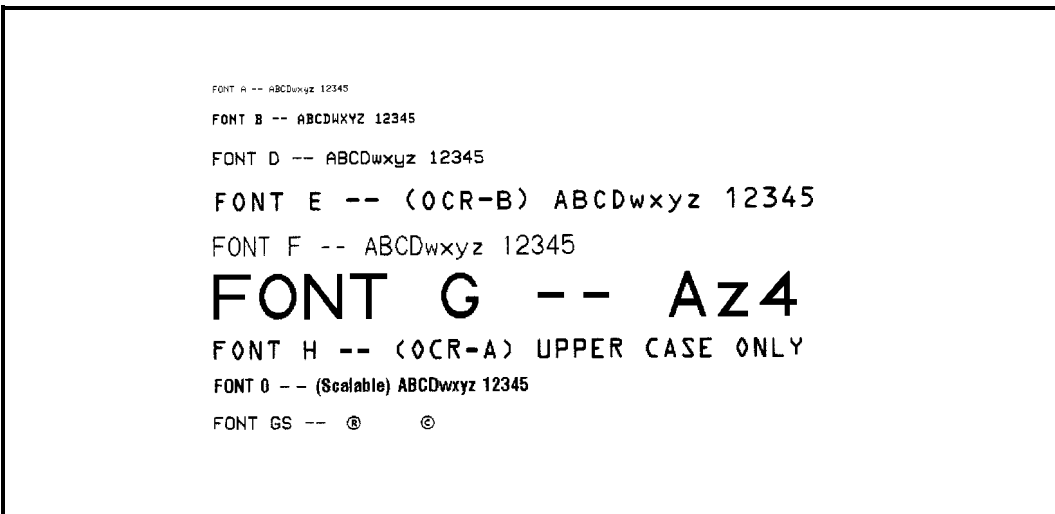 FONT A -- ABCDwxyz 12345
FONT B -- ABCDWXYZ 12345
FONT D -- ABCDwxyz 12345
FONT E -- (OCR-B) ABCDwxyz 12345
FONT F -- ABCDwxyz 12345
FONT G -- Az4
FONT H -- (OCR-A) UPPER CASE ONLY
FONT 0 -- (Scalable) ABCDwxyz 12345
FONT GS -- ® ©